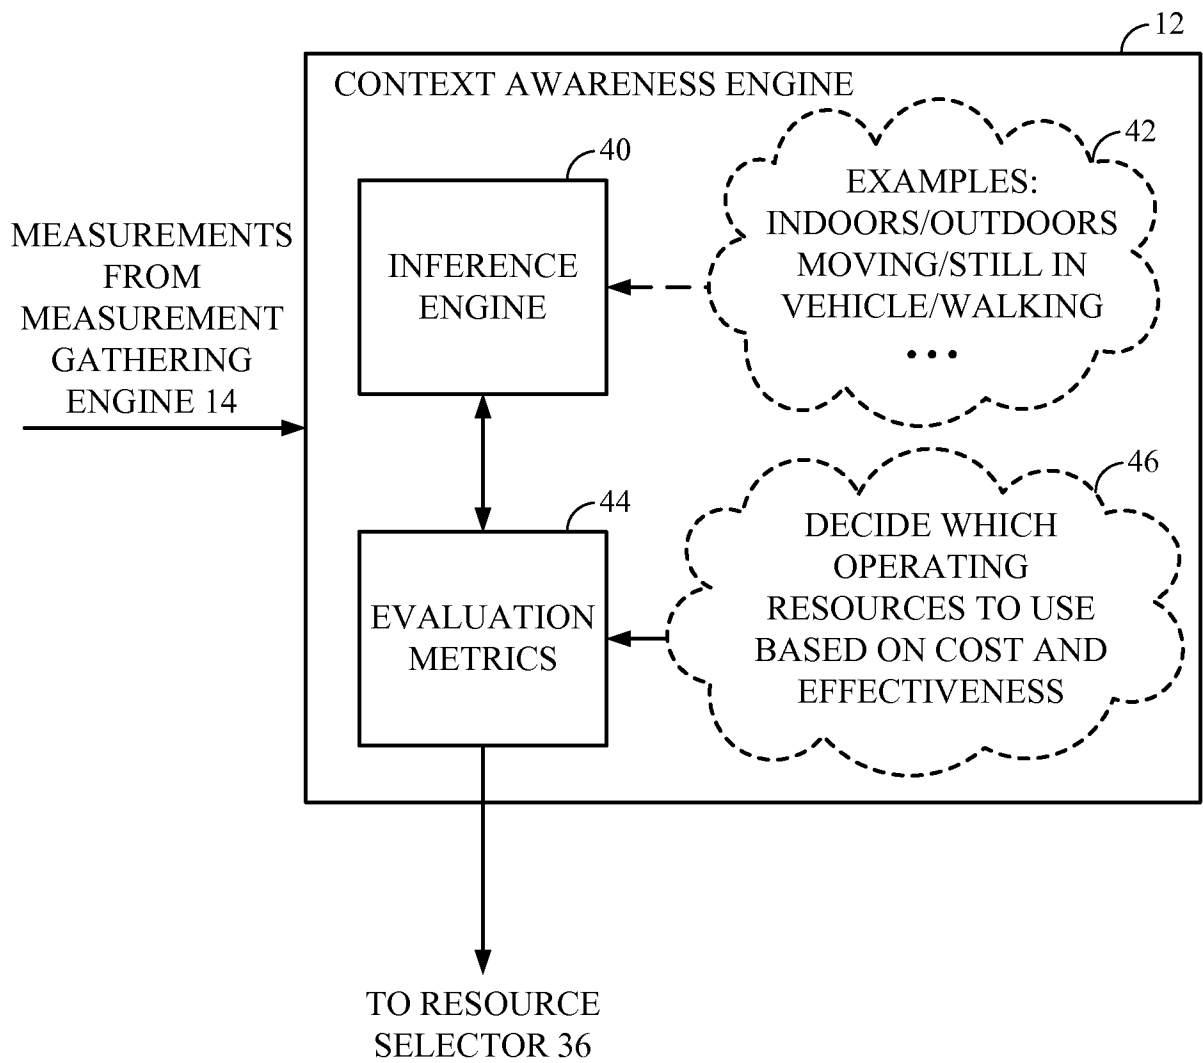 12
CONTEXT AWARENESS ENGINE
40
INFERENCE
ENGINE
42
EXAMPLES:
INDOORS/OUTDOORS
MOVING/STILL IN
VEHICLE/WALKING
• • •
MEASUREMENTS
FROM
MEASUREMENT
GATHERING
ENGINE 14
44
EVALUATION
METRICS
46
DECIDE WHICH
OPERATING
RESOURCES TO USE
BASED ON COST AND
EFFECTIVENESS
TO RESOURCE
SELECTOR 36